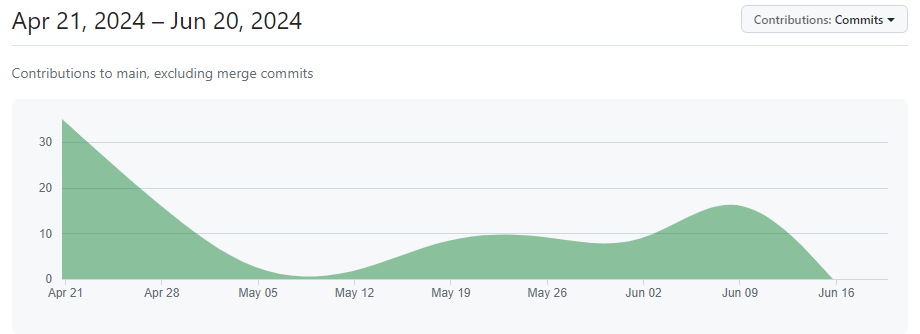 Apr 21, 2024 – Jun 20, 2024
Contributions: Commits
Contributions to main, excluding merge commits
30
20
10
0
Apr 21 Apr 28 May 05 May 12 May 19 May 26 Jun 02 Jun 09 Jun 16